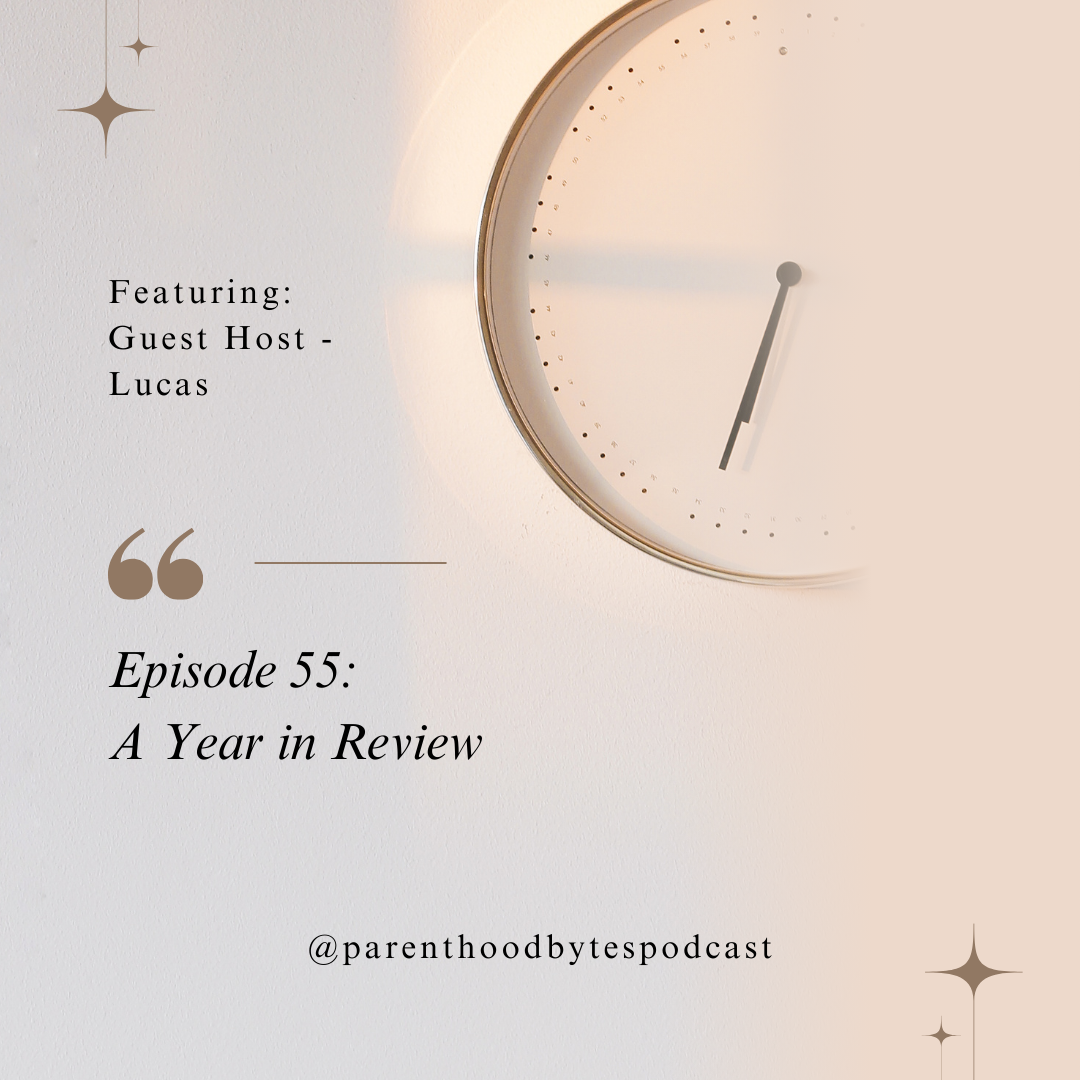 Featuring:
Guest Host -
Lucas
Episode 55:
A Year in Review
@parenthoodbytespodcast